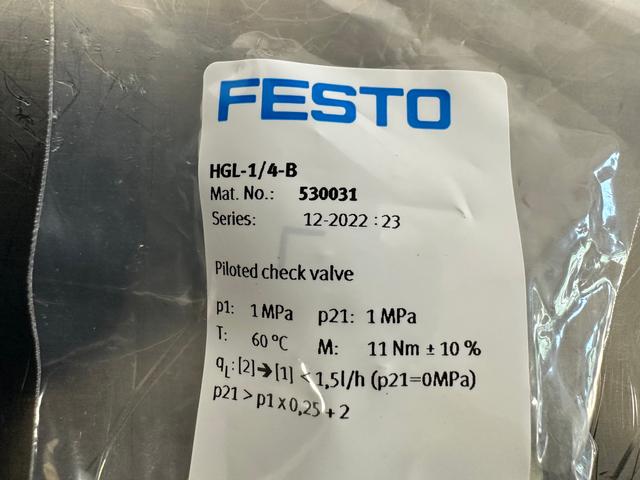 FESTO
HGL-1/4-B
Mat. No.: 530031
Series: 12-2022 : 23
Piloted check valve
p1: 1 MPa p21: 1 MPa
T: 60 °C M: 11 Nm ± 10 %
qL: [2]➔[1] < 1,5l/h (p21=0MPa)
p21 > p1 x 0,25 + 2